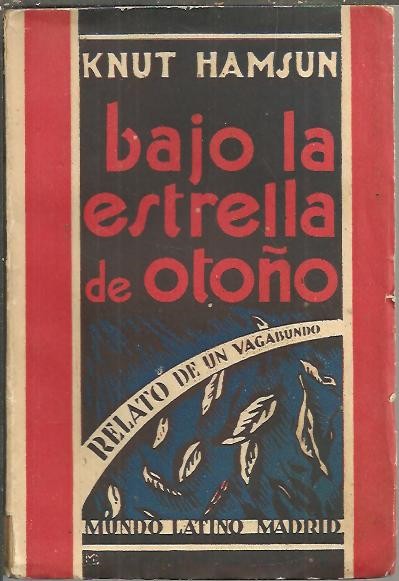 KNUT HAMSUN
bajo la
estrella
de otoño
RELATO DE UN VAGABUNDO
MUNDO LATINO MADRID